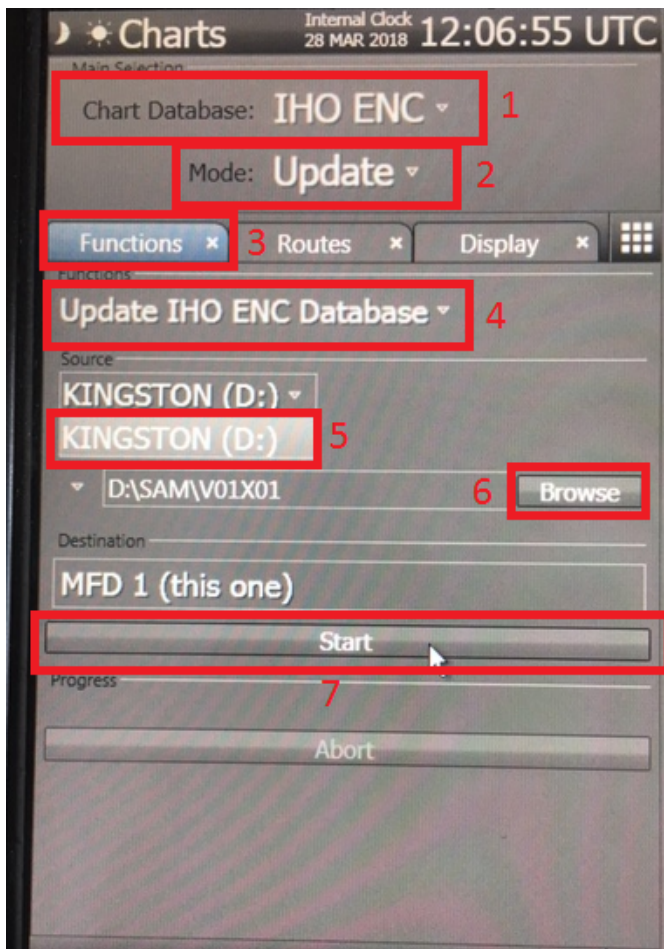 Charts
Internal Clock
28 MAR 2018 12:06:55 UTC
Main Selection
Chart Database: IHO ENC 1
Mode: Update 2
Functions × 3 Routes × Display ×
Functions
Update IHO ENC Database 4
Source
KINGSTON (D:)
KINGSTON (D:) 5
D:\SAM\V01X01 6 Browse
Destination
MFD 1 (this one)
Start
Progress 7
Abort